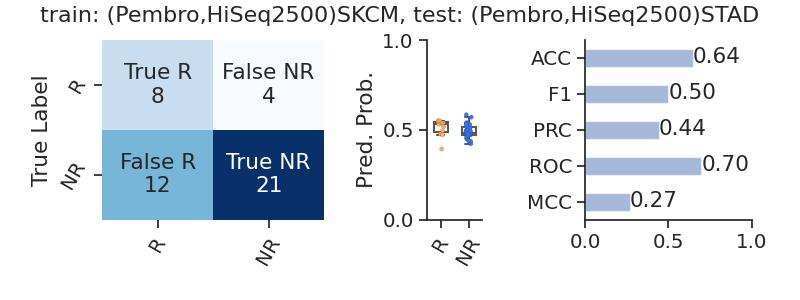 train: (Pembro,HiSeq2500)SKCM, test: (Pembro,HiSeq2500)STAD
True Label
R
NR
True R
8
False NR
4
False R
12
True NR
21
R
NR
Pred. Prob.
1.0
0.5
0.0
R
NR
ACC
0.64
F1
0.50
PRC
0.44
ROC
0.70
MCC
0.27
0.0
0.5
1.0